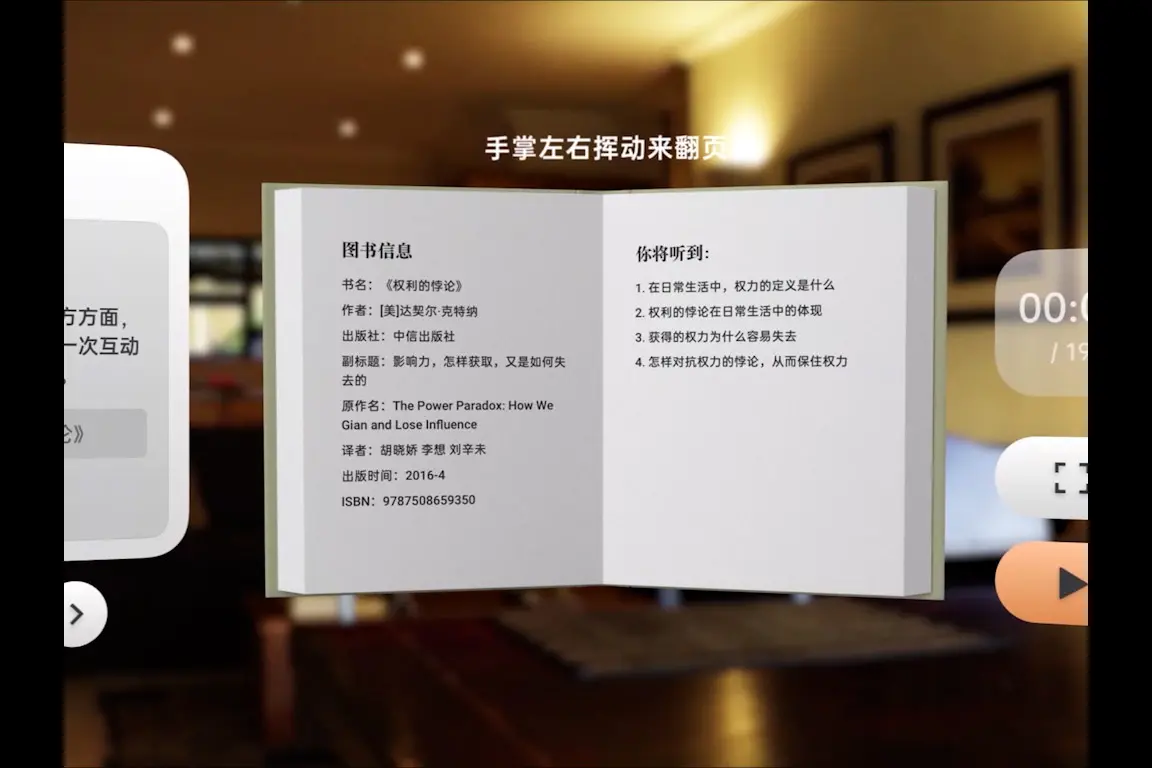 手掌左右挥动来翻页
方方面，
一次互动
论》
图书信息
书名：《权利的悖论》
作者：[美]达契尔·克特纳
出版社：中信出版社
副标题：影响力，怎样获取，又是如何失
去的
原作名：The Power Paradox: How We
Gian and Lose Influence
译者：胡晓娇 李想 刘辛未
出版时间：2016-4
ISBN：9787508659350
你将听到：
1. 在日常生活中，权力的定义是什么
2. 权利的悖论在日常生活中的体现
3. 获得的权力为什么容易失去
4. 怎样对抗权力的悖论，从而保住权力
00:0
/ 19